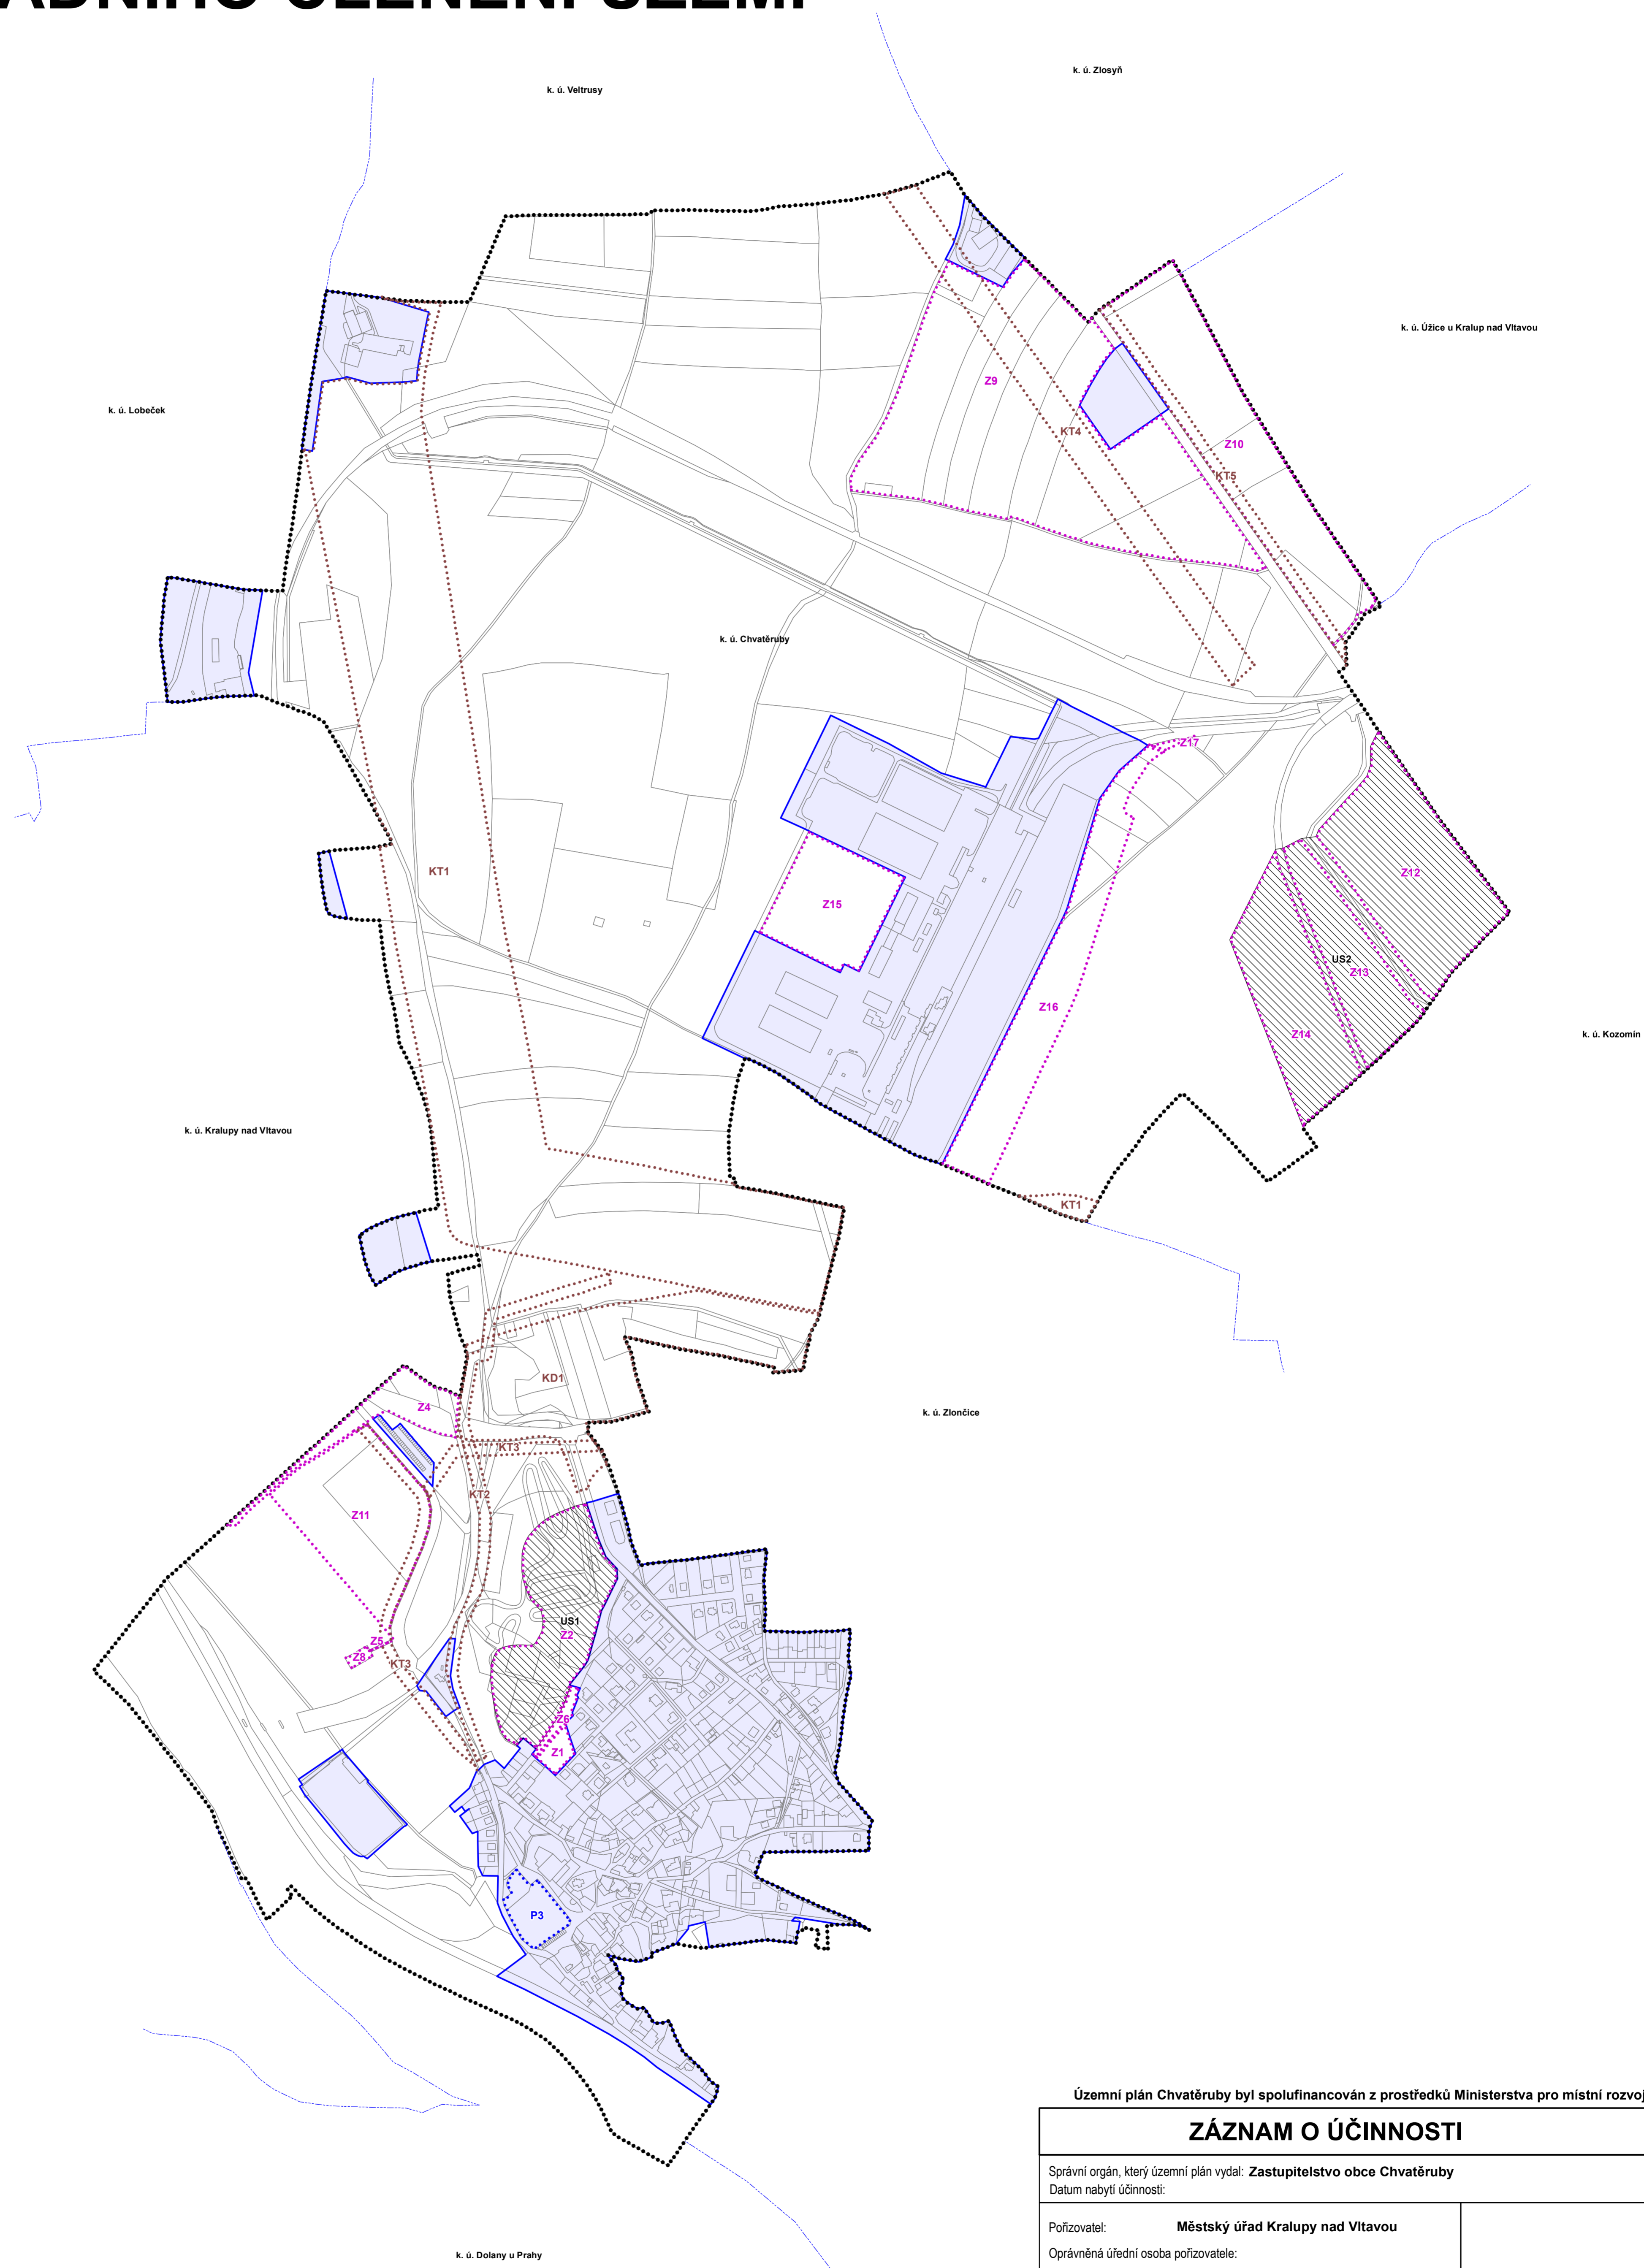 k. ú. Zlosyň
k. ú. Veltrusy
k. ú. Úžice u Kralup nad Vltavou
Z9
k. ú. Lobeček
KT4
Z10
KT5
k. ú. Chvatěruby
Z17
KT1
Z12
Z15
US2
Z13
Z16
Z14
k. ú. Kozomín
k. ú. Kralupy nad Vltavou
KT1
KD1
Z4
k. ú. Zlončice
KT3
KT2
Z11
US1
Z2
Z5
Z8
KT3
Z6
Z1
P3
Územní plán Chvatěruby byl spolufinancován z prostředků Ministerstva pro místní rozvoj
ZÁZNAM O ÚČINNOSTI
Správní orgán, který územní plán vydal: Zastupitelstvo obce Chvatěruby
Datum nabytí účinnosti:
Pořizovatel: Městský úřad Kralupy nad Vltavou
Oprávněná úřední osoba pořizovatele:
k. ú. Dolany u Prahy